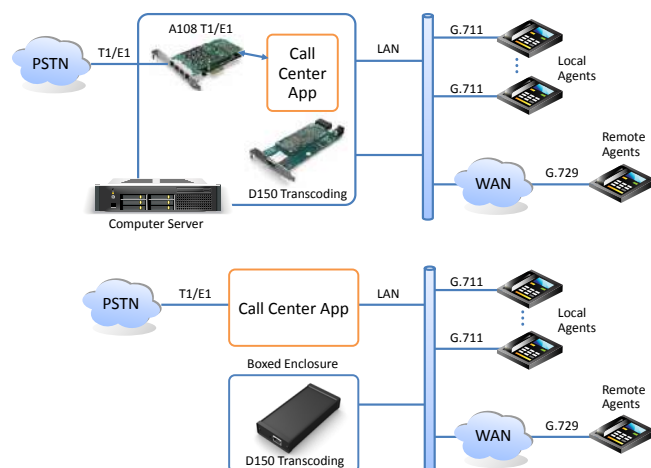 A108 T1/E1
PSTN
T1/E1
Call
Center
App
LAN
G.711
Local
Agents
G.711
D150 Transcoding
Computer Server
WAN
G.729
Remote
Agents
PSTN
T1/E1
Call Center App
LAN
G.711
Local
Agents
G.711
Boxed Enclosure
D150 Transcoding
WAN
G.729
Remote
Agents